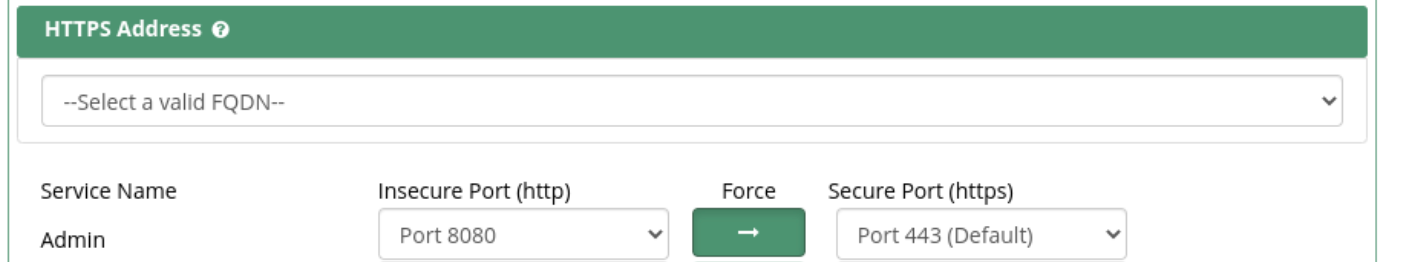 HTTPS Address ?
--Select a valid FQDN--
Service Name Insecure Port (http) Force Secure Port (https)
Admin Port 8080 → Port 443 (Default)